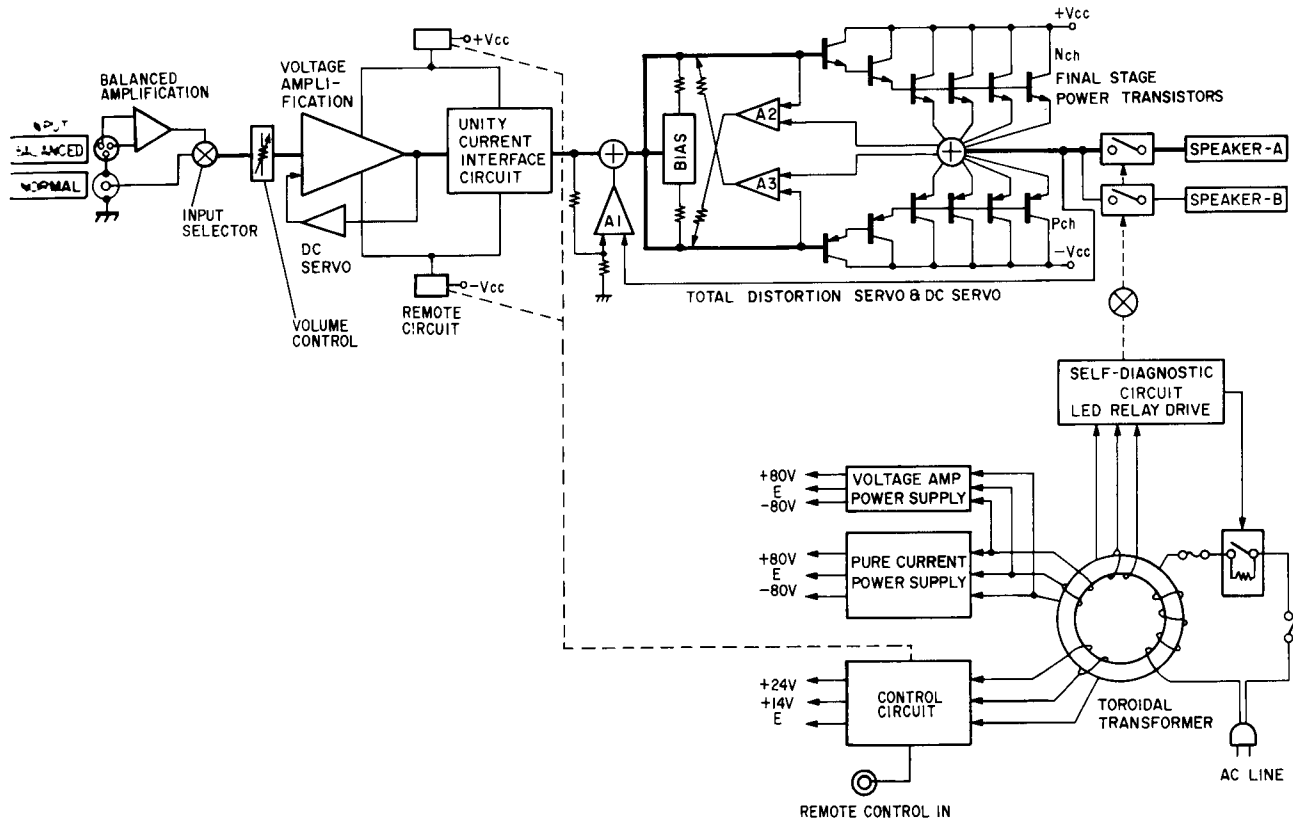 BALANCED
AMPLIFICATION
VOLTAGE
AMPLI-
FICATION
+Vcc
UNITY
CURRENT
INTERFACE
CIRCUIT
BALANCED
NORMAL
INPUT
SELECTOR
DC
SERVO
VOLUME
CONTROL
-Vcc
REMOTE
CIRCUIT
A1
BIAS
A2
A3
+Vcc
Nch
FINAL STAGE
POWER TRANSISTORS
Pch
-Vcc
TOTAL DISTORTION SERVO & DC SERVO
SPEAKER-A
SPEAKER-B
SELF-DIAGNOSTIC
CIRCUIT
LED RELAY DRIVE
+80V
E
-80V
VOLTAGE AMP
POWER SUPPLY
+80V
E
-80V
PURE CURRENT
POWER SUPPLY
+24V
+14V
E
CONTROL
CIRCUIT
TOROIDAL
TRANSFORMER
AC LINE
REMOTE CONTROL IN